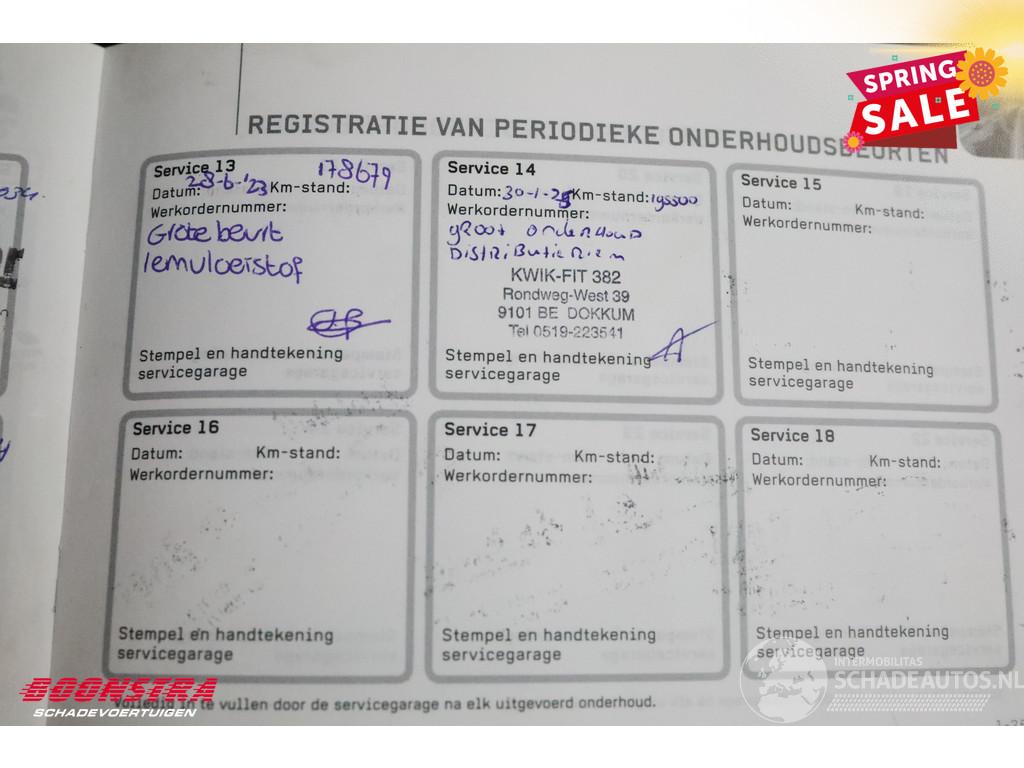 SPRING
SALE
REGISTRATIE VAN PERIODIEKE ONDERHOUDSBEURTEN
Service 13
178679
Datum: 28-6-'23 Km-stand:
Werkordernummer:
Grote beurt
remvloeistof
Stempel en handtekening
servicegarage
Service 14
Datum: 30-1-25 Km-stand: 195500
Werkordernummer:
groot onderhoud
Distributie Riem
KWIK-FIT 382
Rondweg-West 39
9101 BE DOKKUM
Tel 0519-223541
Stempel en handtekening
servicegarage
Service 15
Datum: Km-stand:
Werkordernummer:
Stempel en handtekening
servicegarage
Service 16
Datum: Km-stand:
Werkordernummer:
Stempel en handtekening
servicegarage
Service 17
Datum: Km-stand:
Werkordernummer:
Stempel en handtekening
servicegarage
Service 18
Datum: Km-stand:
Werkordernummer:
Stempel en handtekening
servicegarage
Volledig in te vullen door de servicegarage na elk uitgevoerd onderhoud.
BOONSTRA
SCHADEVOERTUIGEN
INTERMOBILITAS
SCHADEAUTOS.NL